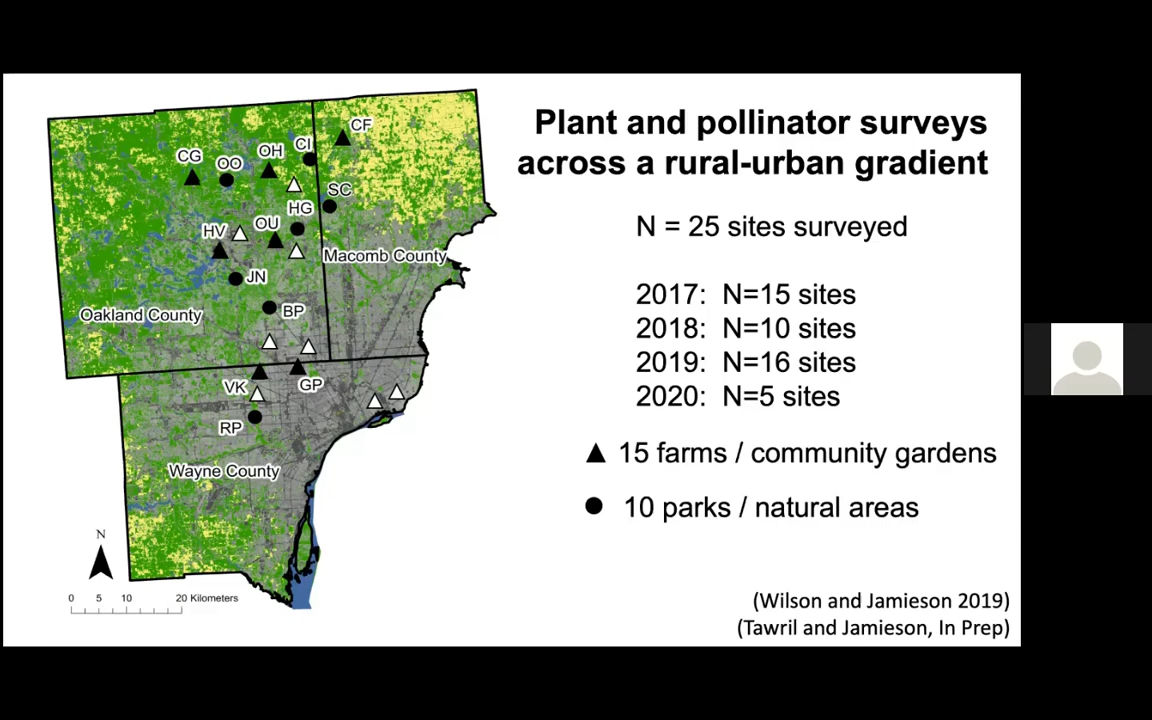 Plant and pollinator surveys
across a rural-urban gradient
N = 25 sites surveyed
2017: N=15 sites
2018: N=10 sites
2019: N=16 sites
2020: N=5 sites
15 farms / community gardens
10 parks / natural areas
(Wilson and Jamieson 2019)
(Tawril and Jamieson, In Prep)
CF
CI
OH
CG
OO
SC
HG
OU
HV
Macomb County
JN
BP
Oakland County
VK
GP
RP
Wayne County
N
0 5 10 20 Kilometers